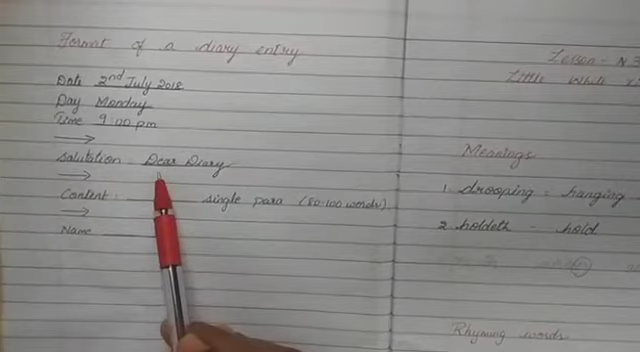 Format of a diary entry
Date 2nd July 2018
Day Monday
Time 9:00 pm
Salutation - Dear Diary
Content: single para (80-100 words)
Name
Lesson - N
Little White
Meanings
1. drooping = hanging
2. holdeth - hold
Rhyming words